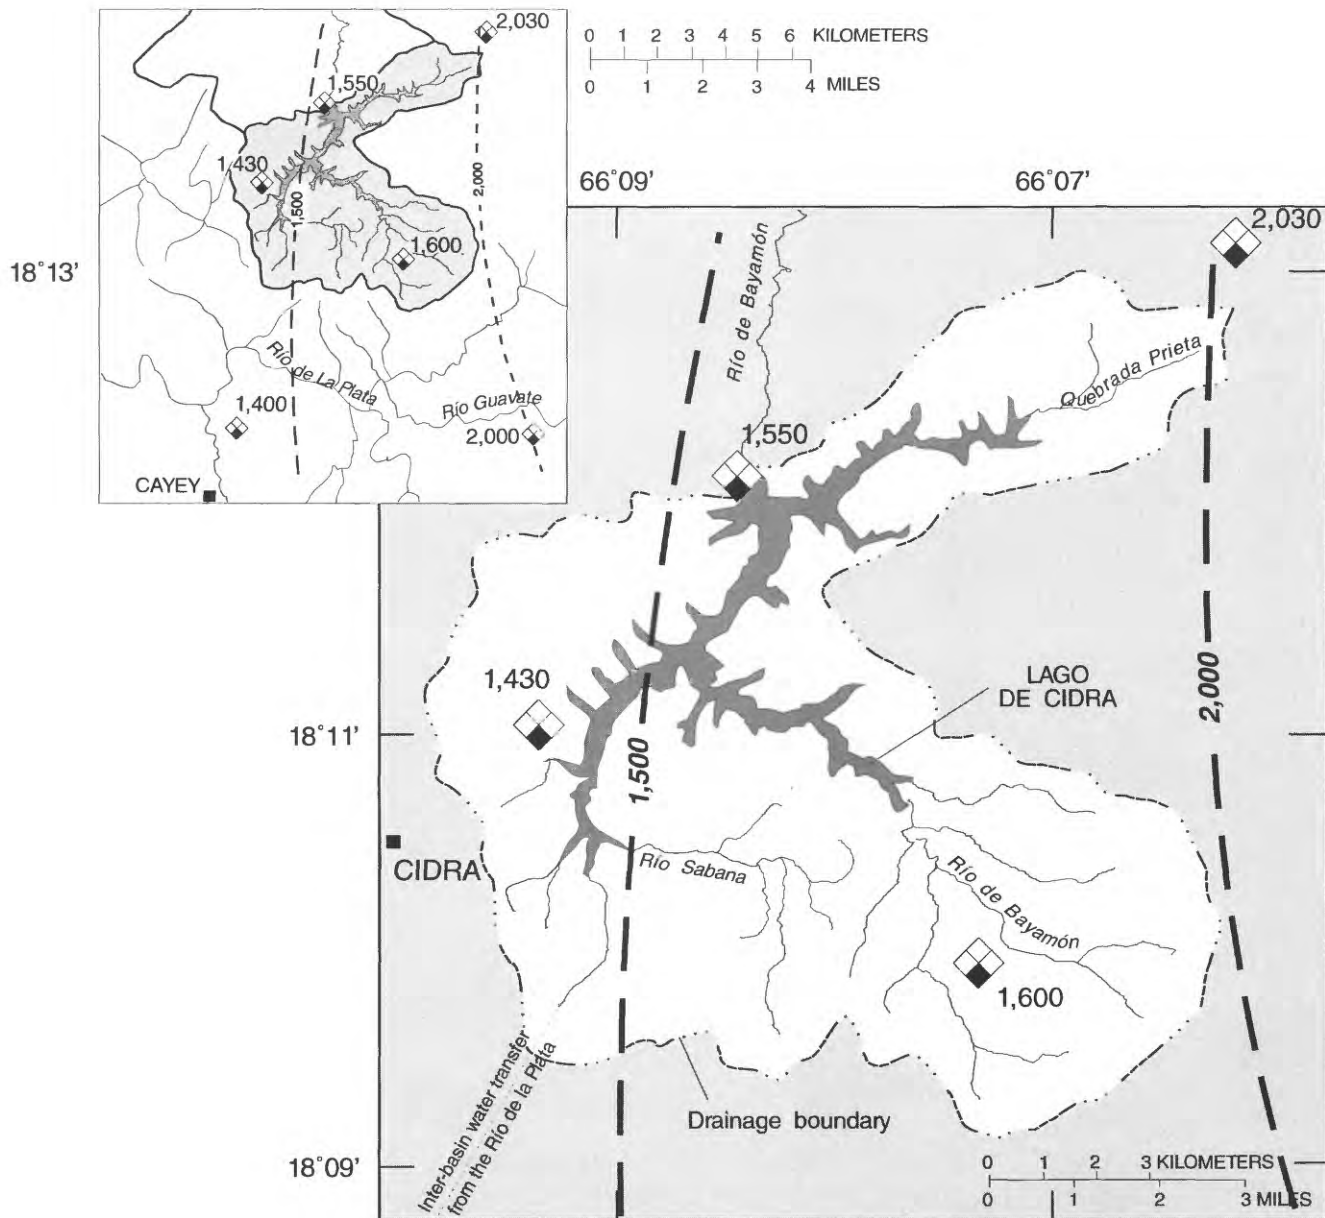 2,030
1,550
1,430
1,500
2,000
1,600
Río de La Plata
Río Guavate
1,400
2,000
CAYEY
0 1 2 3 4 5 6 KILOMETERS
0 1 2 3 4 MILES
66°09'
66°07'
18°13'
2,030
Río de Bayamón
Quebrada Prieta
1,550
1,430
LAGO
DE CIDRA
2,000
18°11'
1,500
CIDRA
Río Sabana
Río de Bayamón
1,600
Inter-basin water transfer
from the Río de la Plata
Drainage boundary
18°09'
0 1 2 3 KILOMETERS
0 1 2 3 MILES